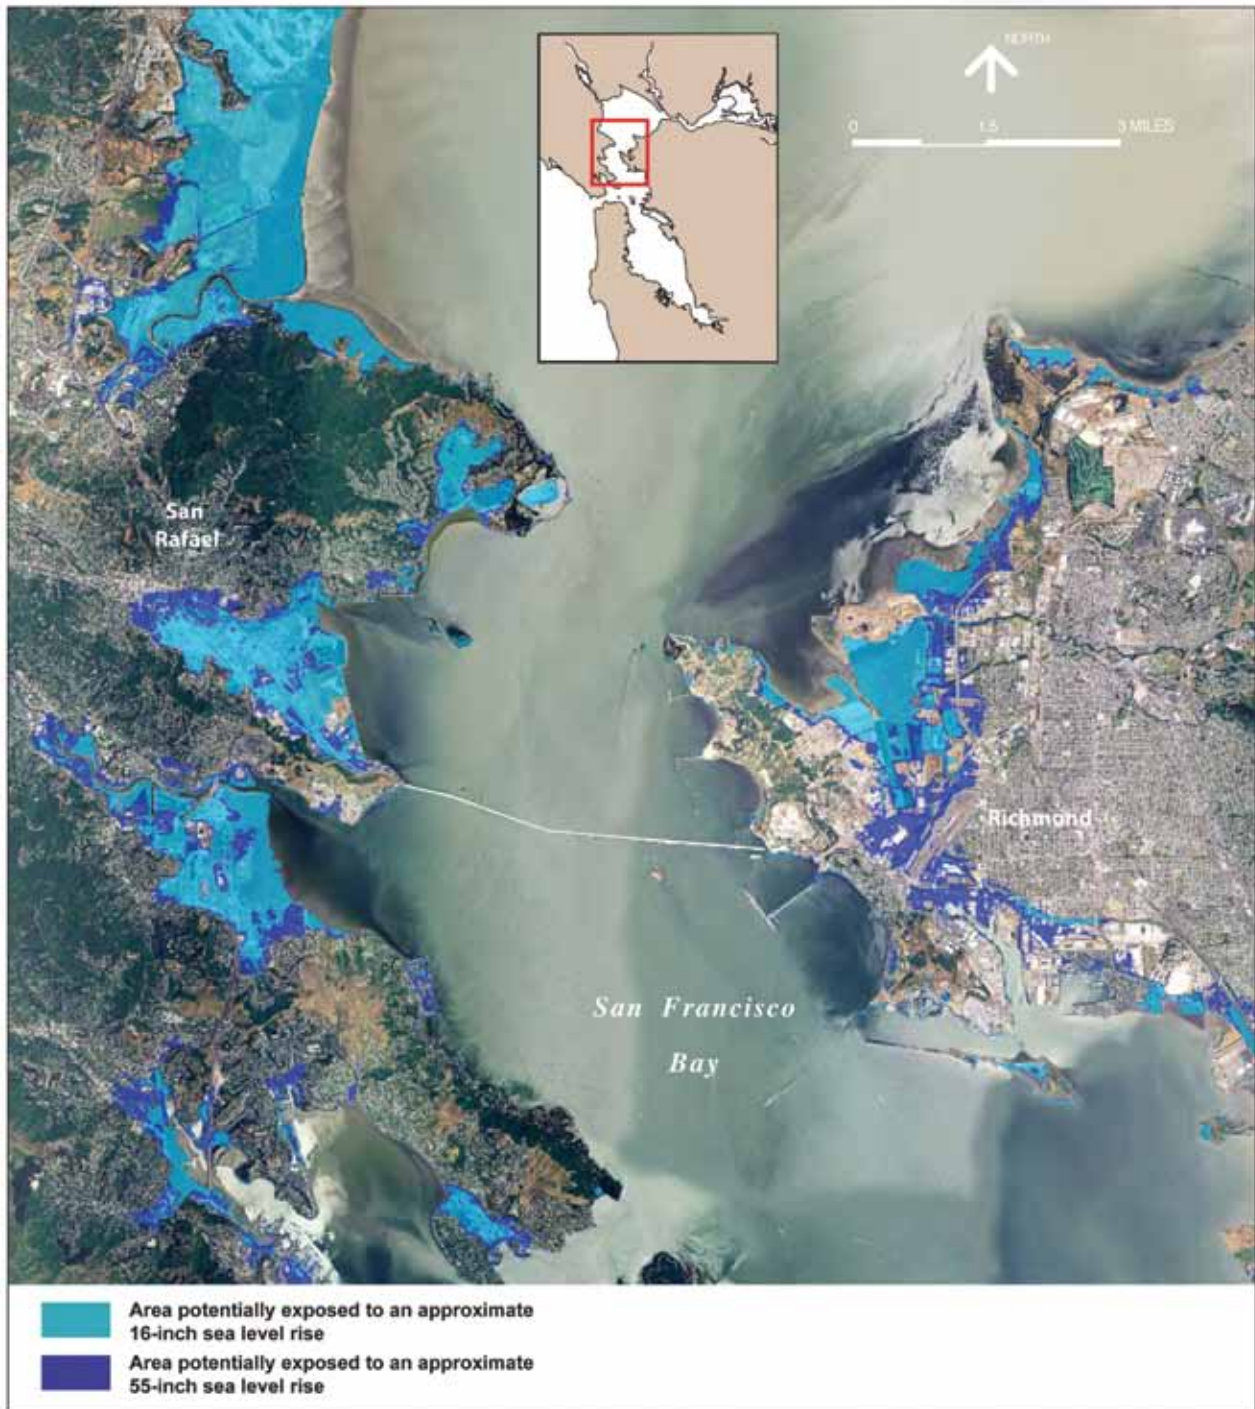 NORTH
0 1.5 3 MILES
San
Rafael
Richmond
San Francisco
Bay
Area potentially exposed to an approximate
16-inch sea level rise
Area potentially exposed to an approximate
55-inch sea level rise